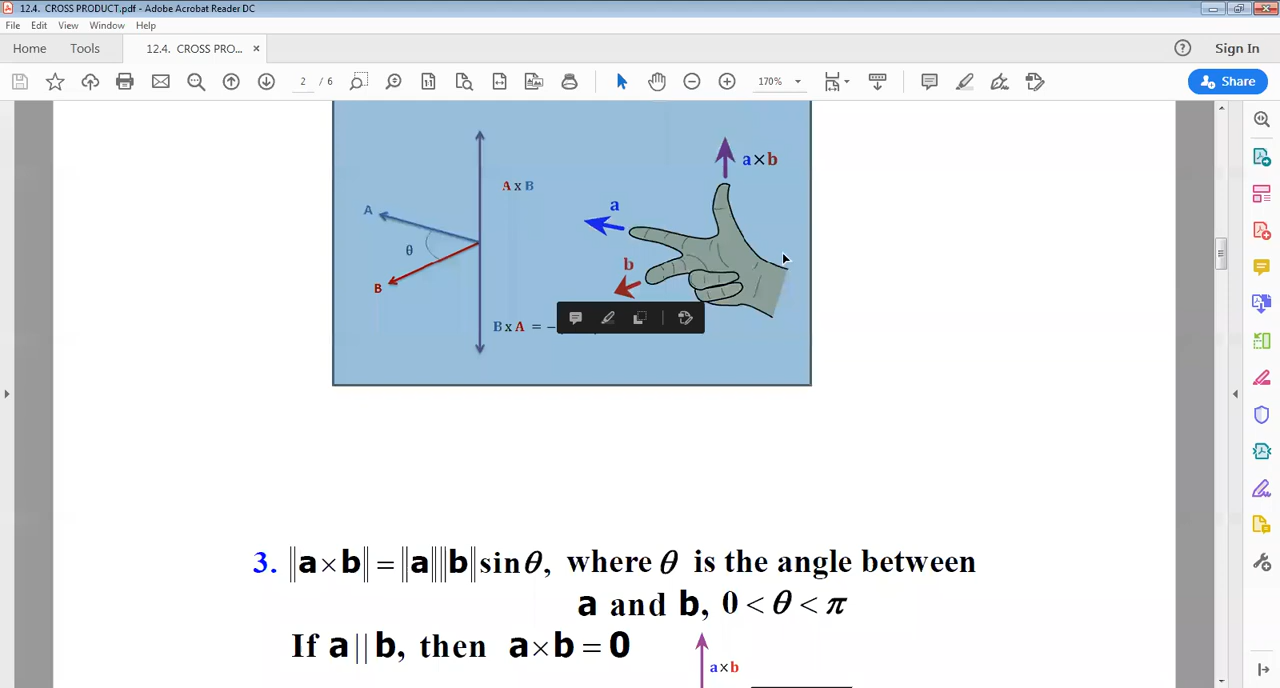 12.4. CROSS PRODUCT.pdf - Adobe Acrobat Reader DC
File Edit View Window Help
Home Tools 12.4. CROSS PRO... × ? Sign In
2 / 6 170% Share
a×b
A x B
a
A
θ
b
B
B x A = −
3. ||a×b|| = ||a||||b|| sin θ, where θ is the angle between
a and b, 0 < θ < π
If a || b, then a×b = 0
a×b